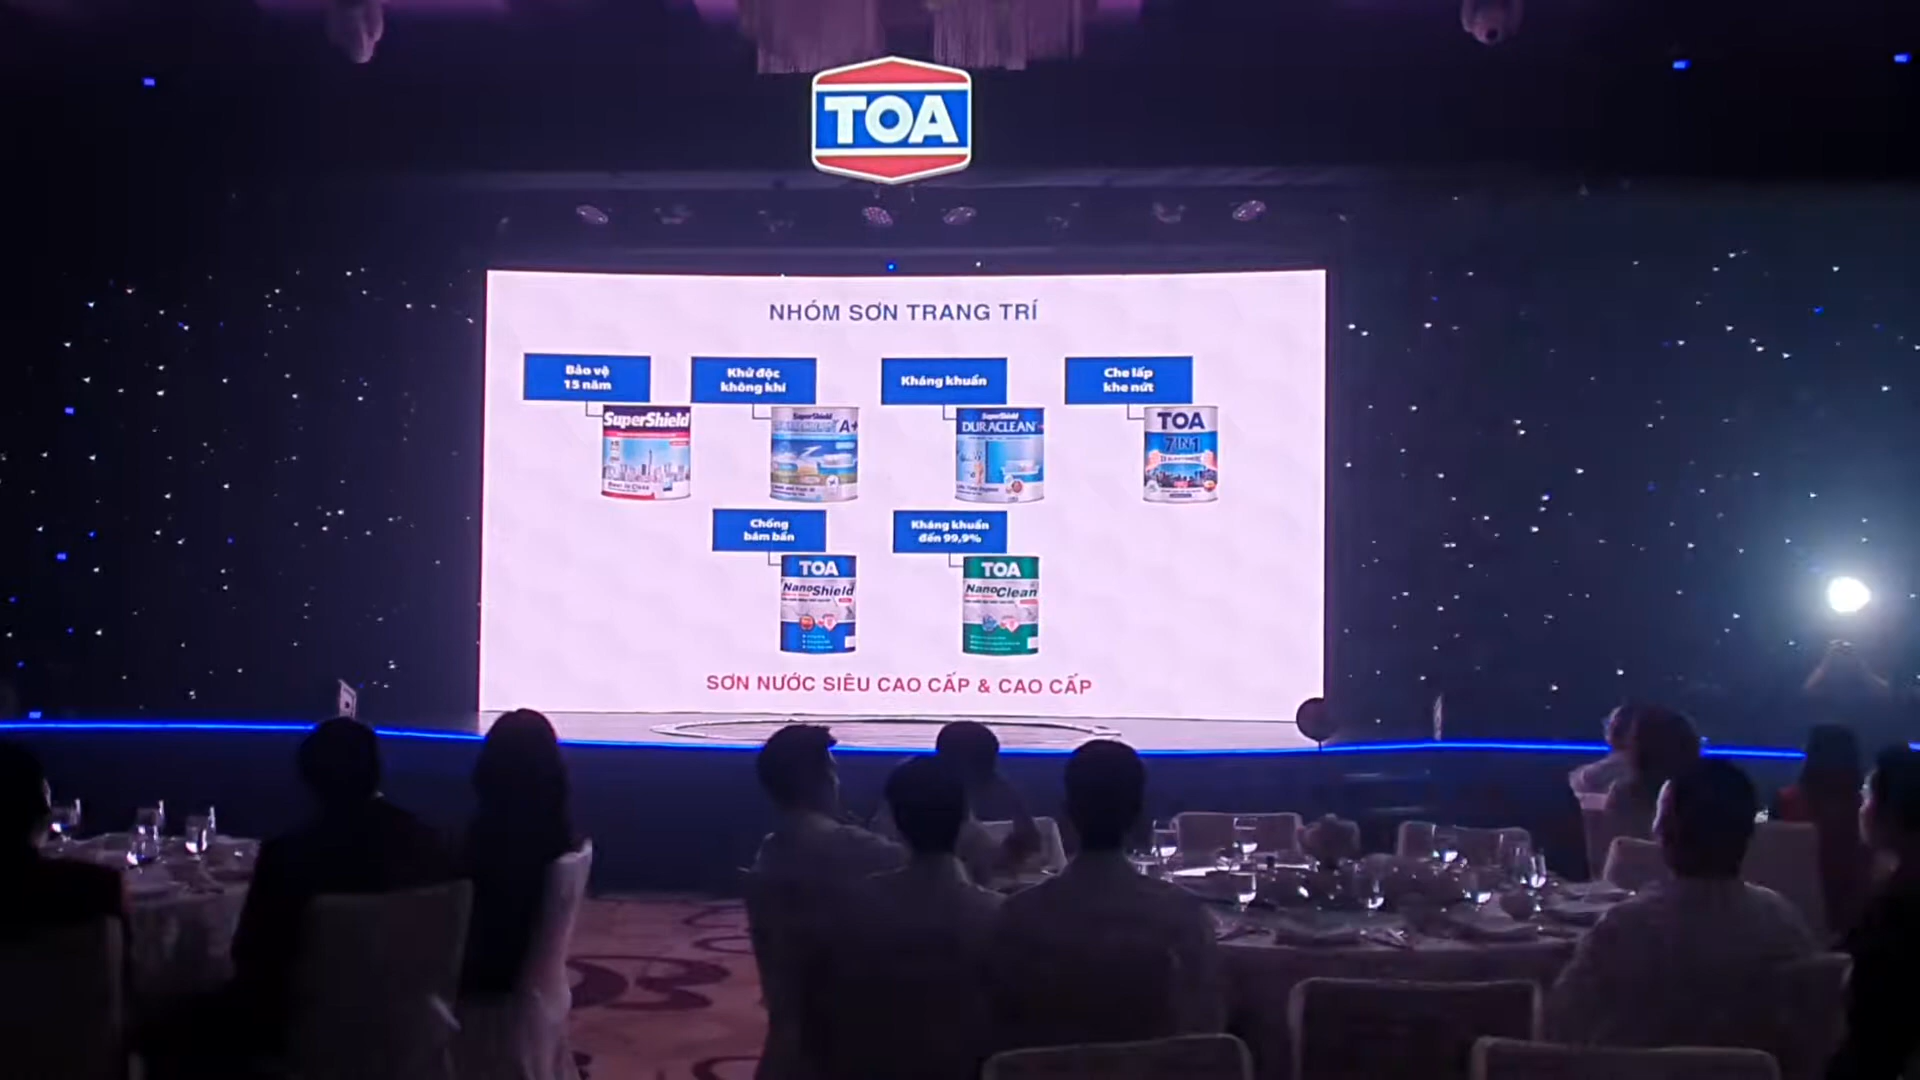 TOA
NHÓM SƠN TRANG TRÍ
Bảo vệ
15 năm
Khử độc
không khí
Kháng khuẩn
Che lấp
khe nứt
SuperShield
SuperShield
A+
SuperShield
DURACLEAN
TOA
7IN1
Chống
bám bẩn
Kháng khuẩn
đến 99,9%
TOA
NanoShield
TOA
NanoClean
SƠN NƯỚC SIÊU CAO CẤP & CAO CẤP